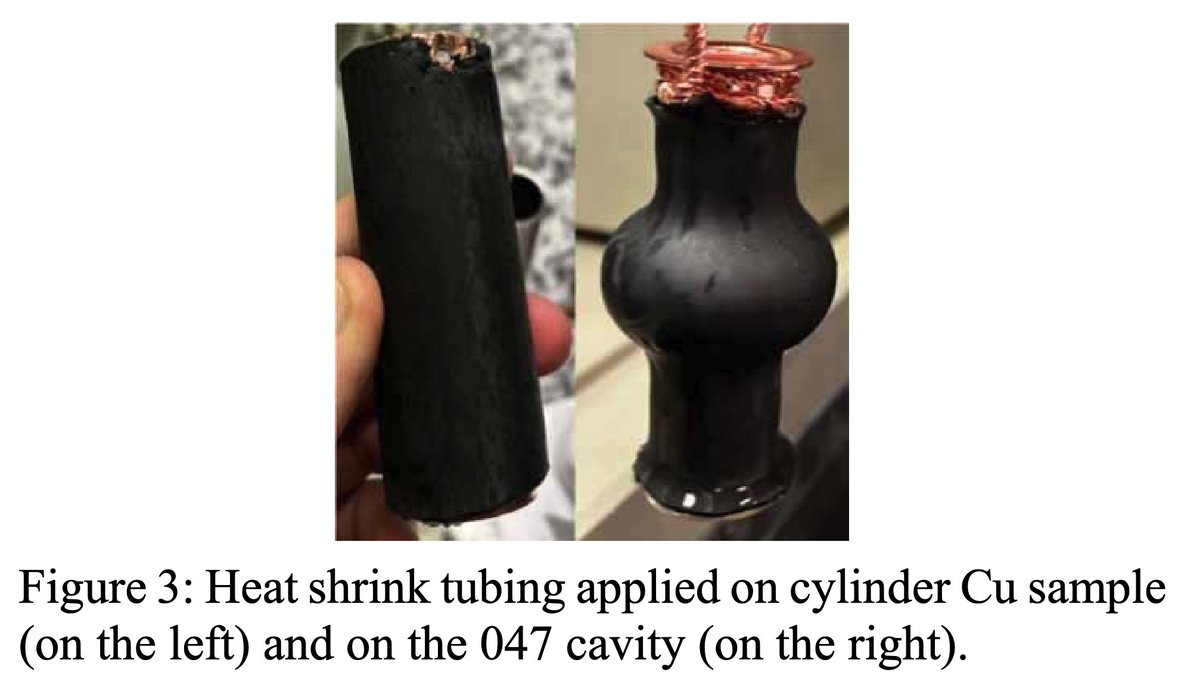 Figure 3: Heat shrink tubing applied on cylinder Cu sample
(on the left) and on the 047 cavity (on the right).